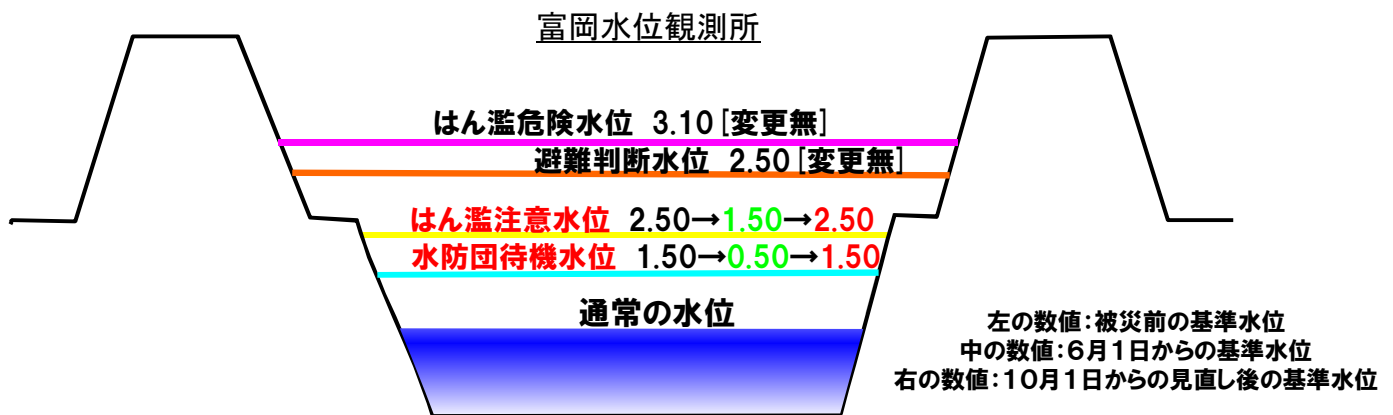 富岡水位観測所
はん濫危険水位 3.10[変更無]
避難判断水位 2.50[変更無]
はん濫注意水位 2.50→1.50→2.50
水防団待機水位 1.50→0.50→1.50
通常の水位
左の数値：被災前の基準水位
中の数値：６月１日からの基準水位
右の数値：１０月１日からの見直し後の基準水位